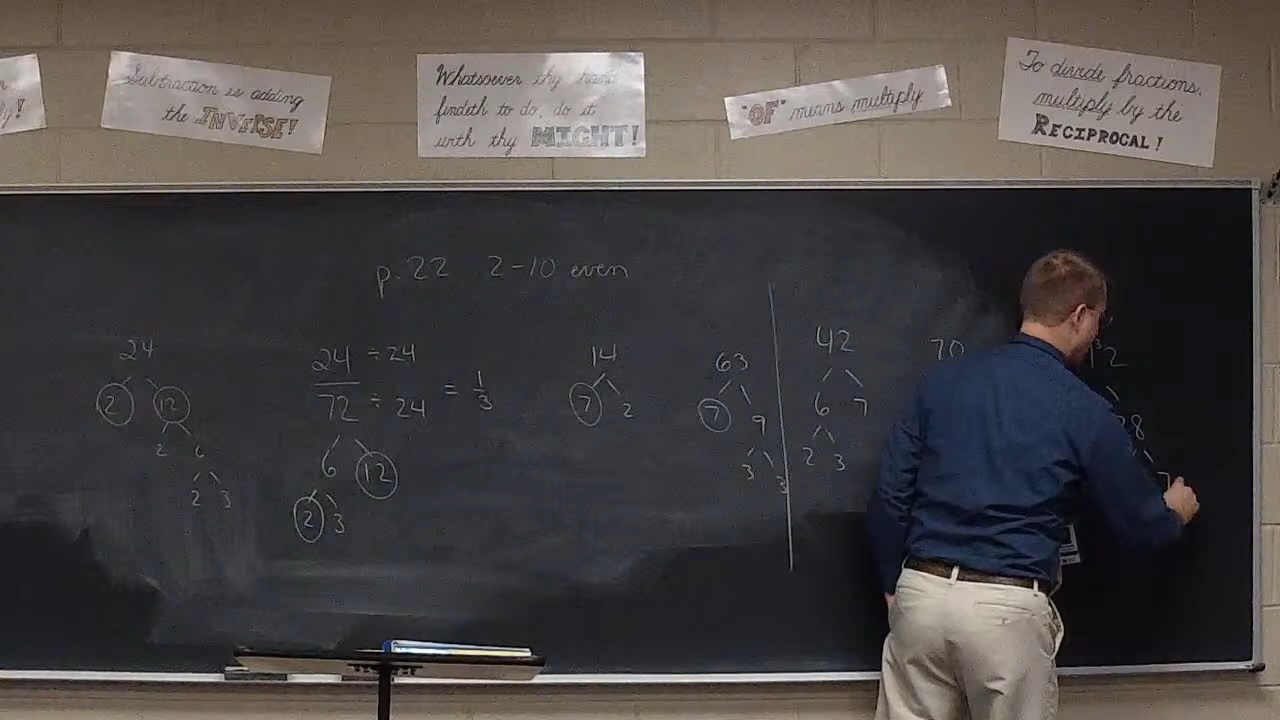 y!
Subtraction is adding
the INVERSE!
Whatsoever thy hand
findeth to do, do it
with thy MIGHT!
"OF" means multiply
To divide fractions,
multiply by the
RECIPROCAL!
p. 22 2-10 even
24
2 12
2 6
2 3
24 ÷ 24
72 ÷ 24
= 1/3
6 12
2 3
14
7 2
63
7 9
3 3
42
6 7
2 3
70
2
28
7